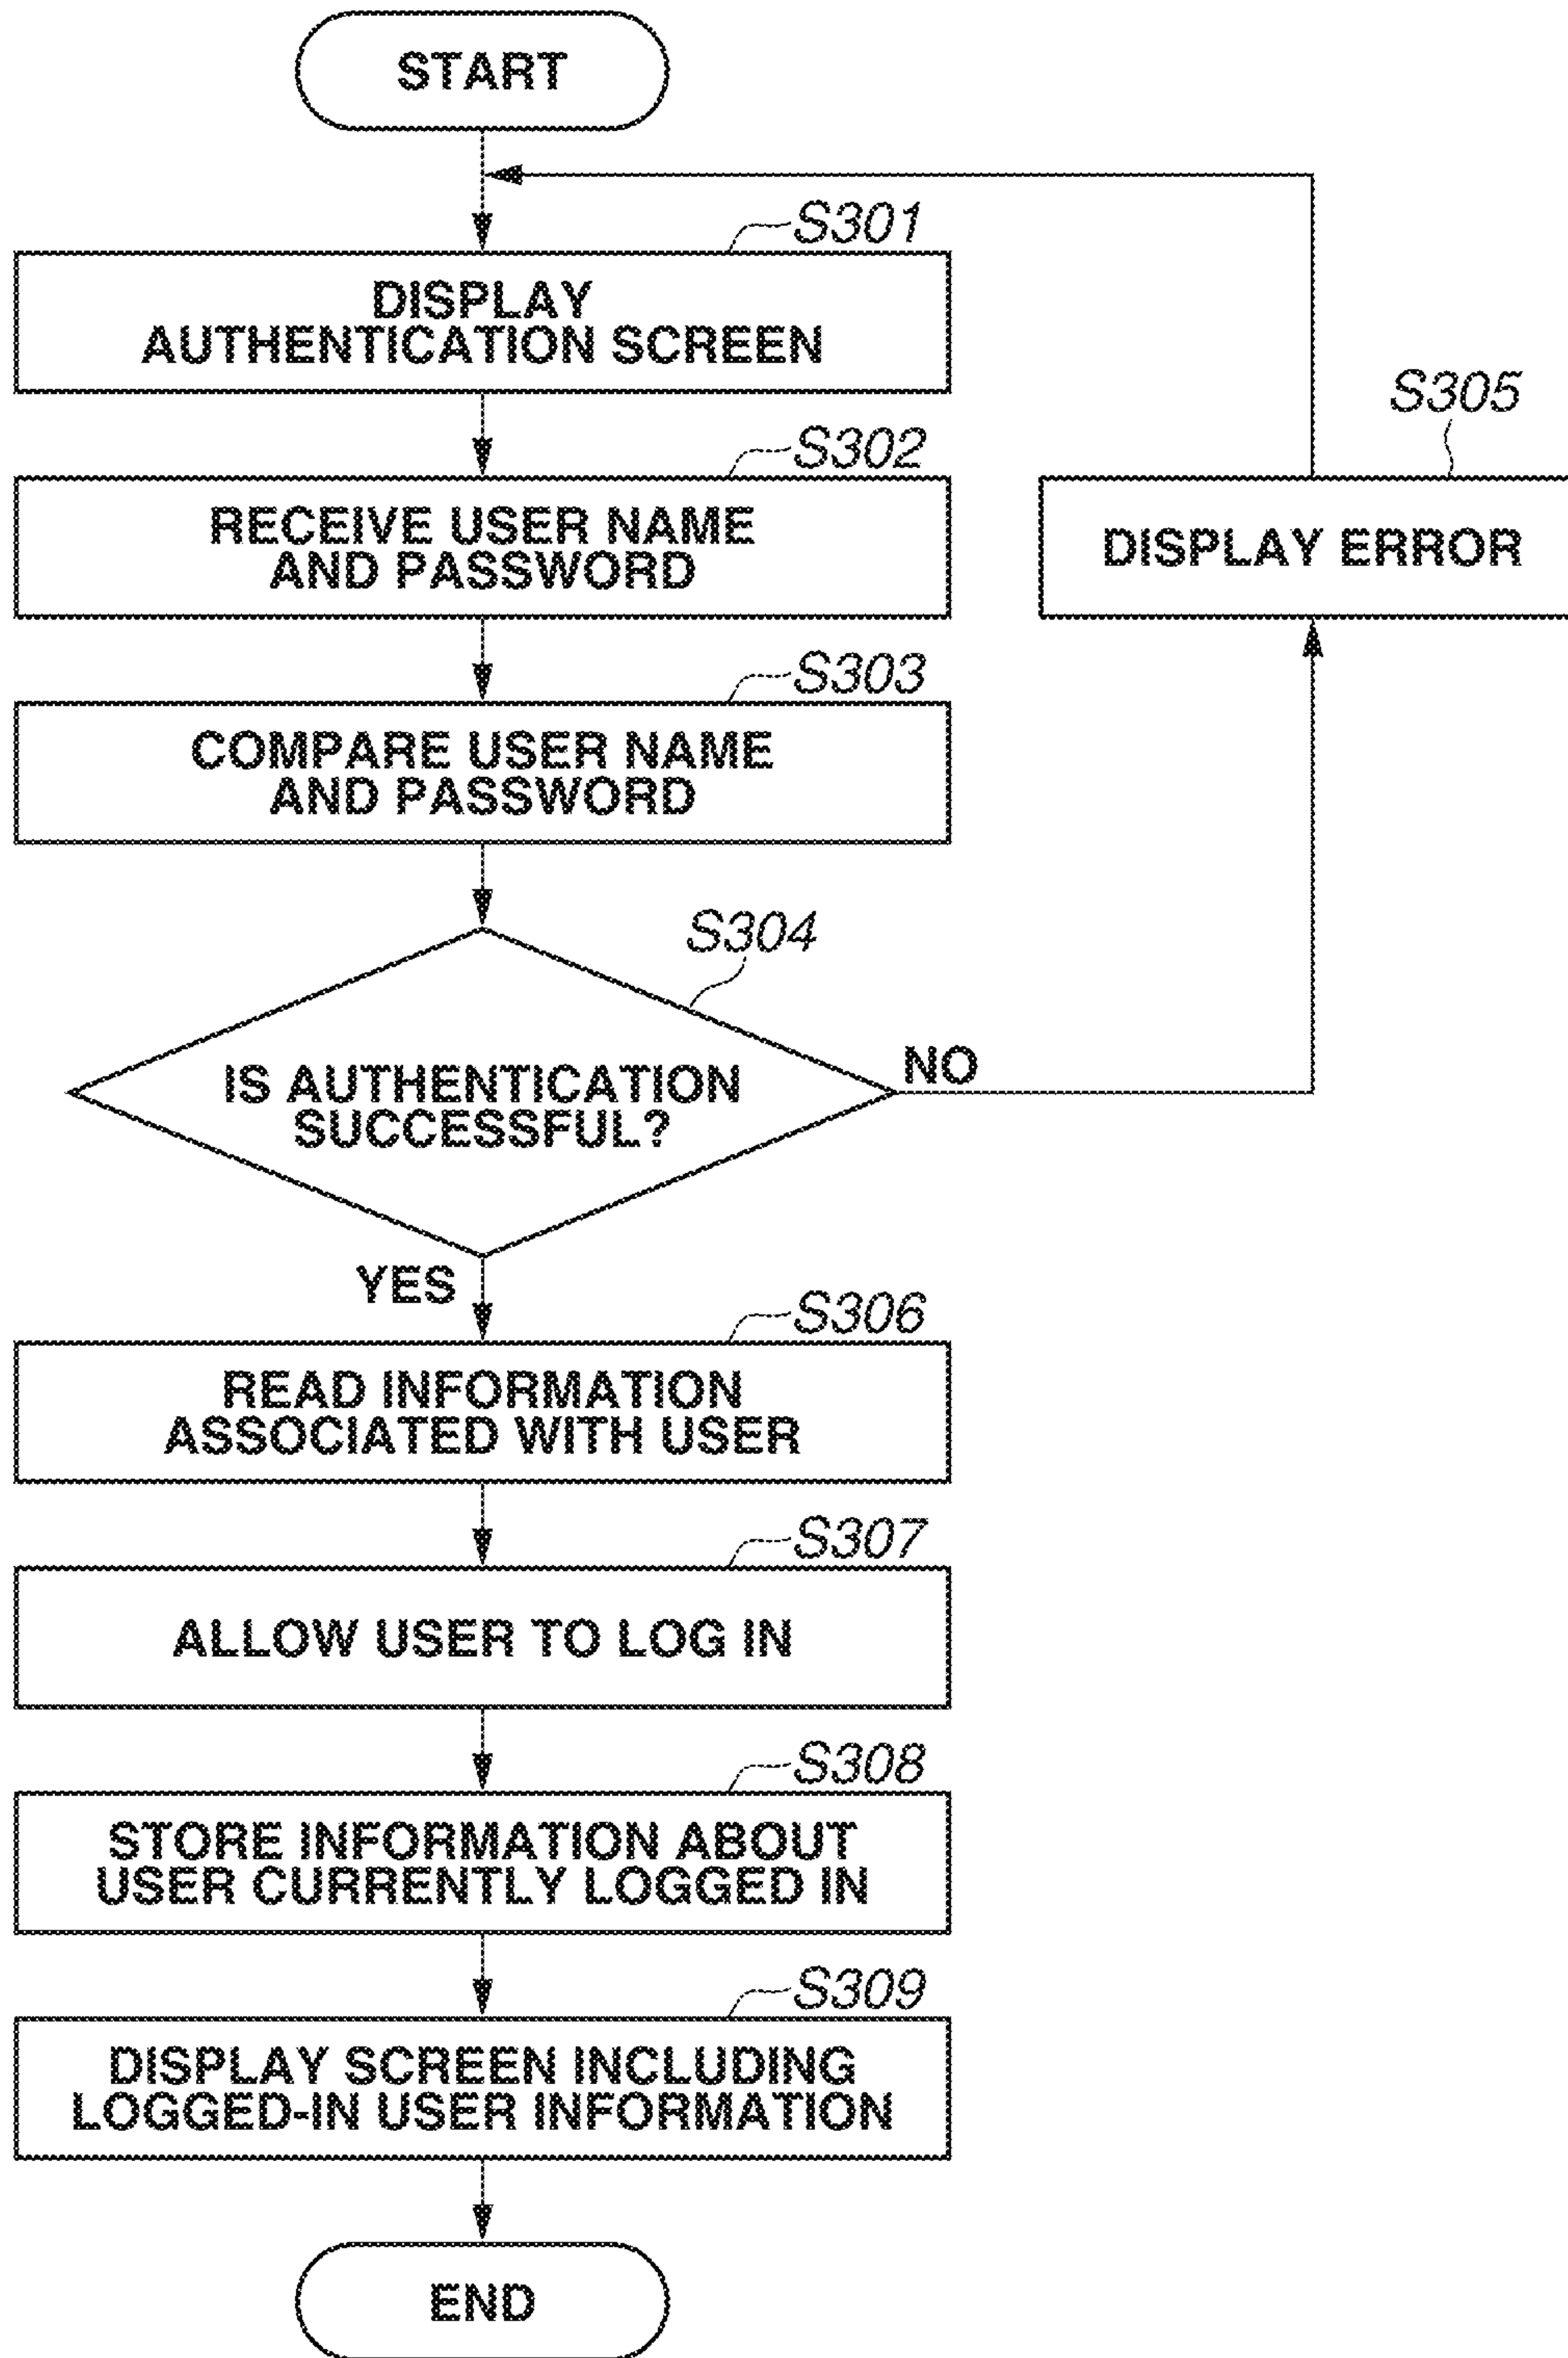 START
S301
DISPLAY
AUTHENTICATION SCREEN
S302
RECEIVE USER NAME
AND PASSWORD
S305
DISPLAY ERROR
S303
COMPARE USER NAME
AND PASSWORD
S304
IS AUTHENTICATION
SUCCESSFUL?
NO
YES
S306
READ INFORMATION
ASSOCIATED WITH USER
S307
ALLOW USER TO LOG IN
S308
STORE INFORMATION ABOUT
USER CURRENTLY LOGGED IN
S309
DISPLAY SCREEN INCLUDING
LOGGED-IN USER INFORMATION
END